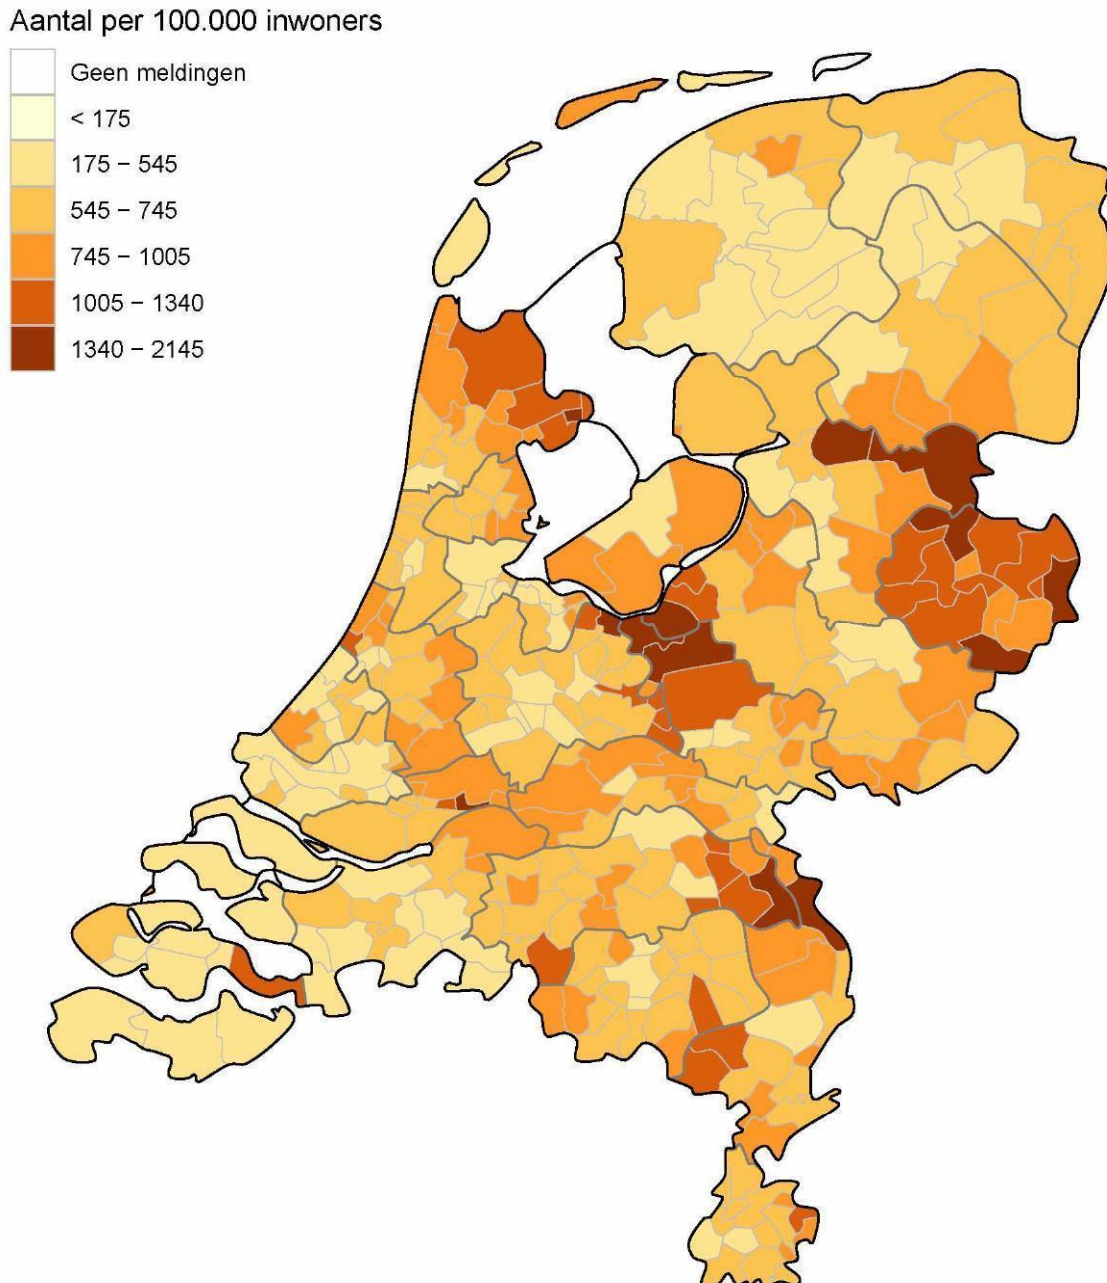 Aantal per 100.000 inwoners
Geen meldingen
< 175
175 − 545
545 − 745
745 − 1005
1005 − 1340
1340 − 2145